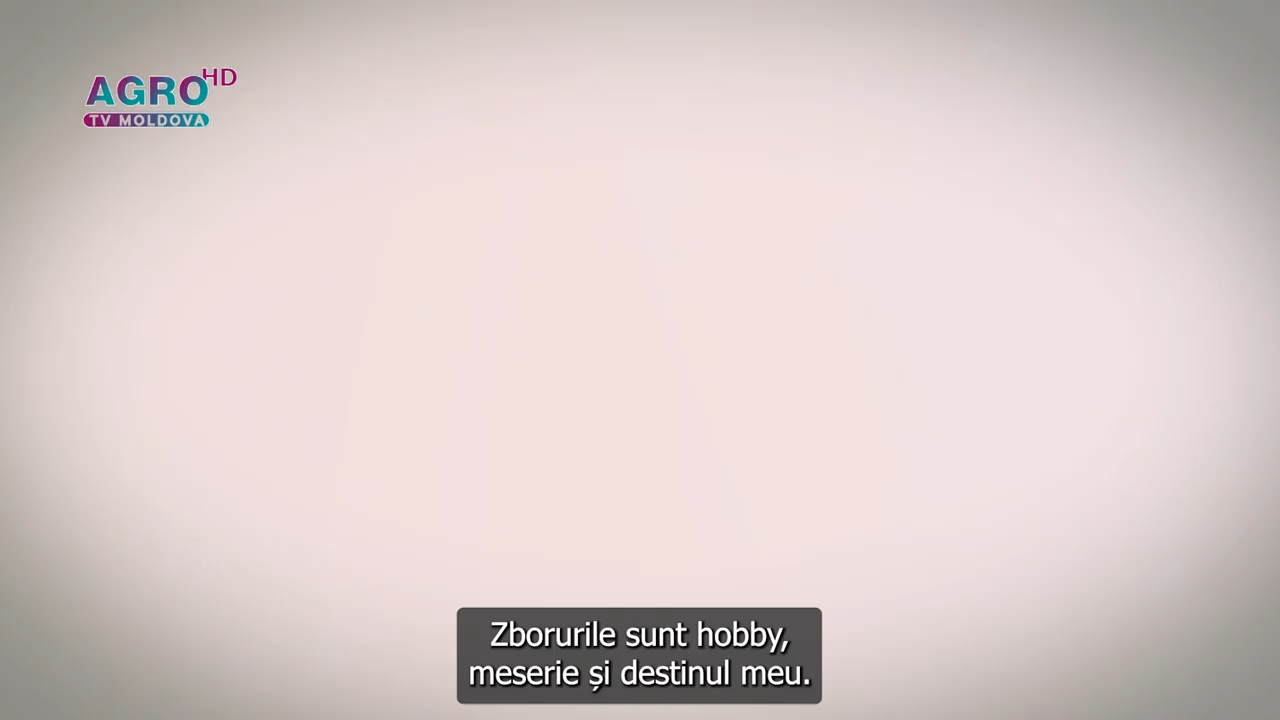 AGRO HD
TV MOLDOVA
Zborurile sunt hobby,
meserie și destinul meu.